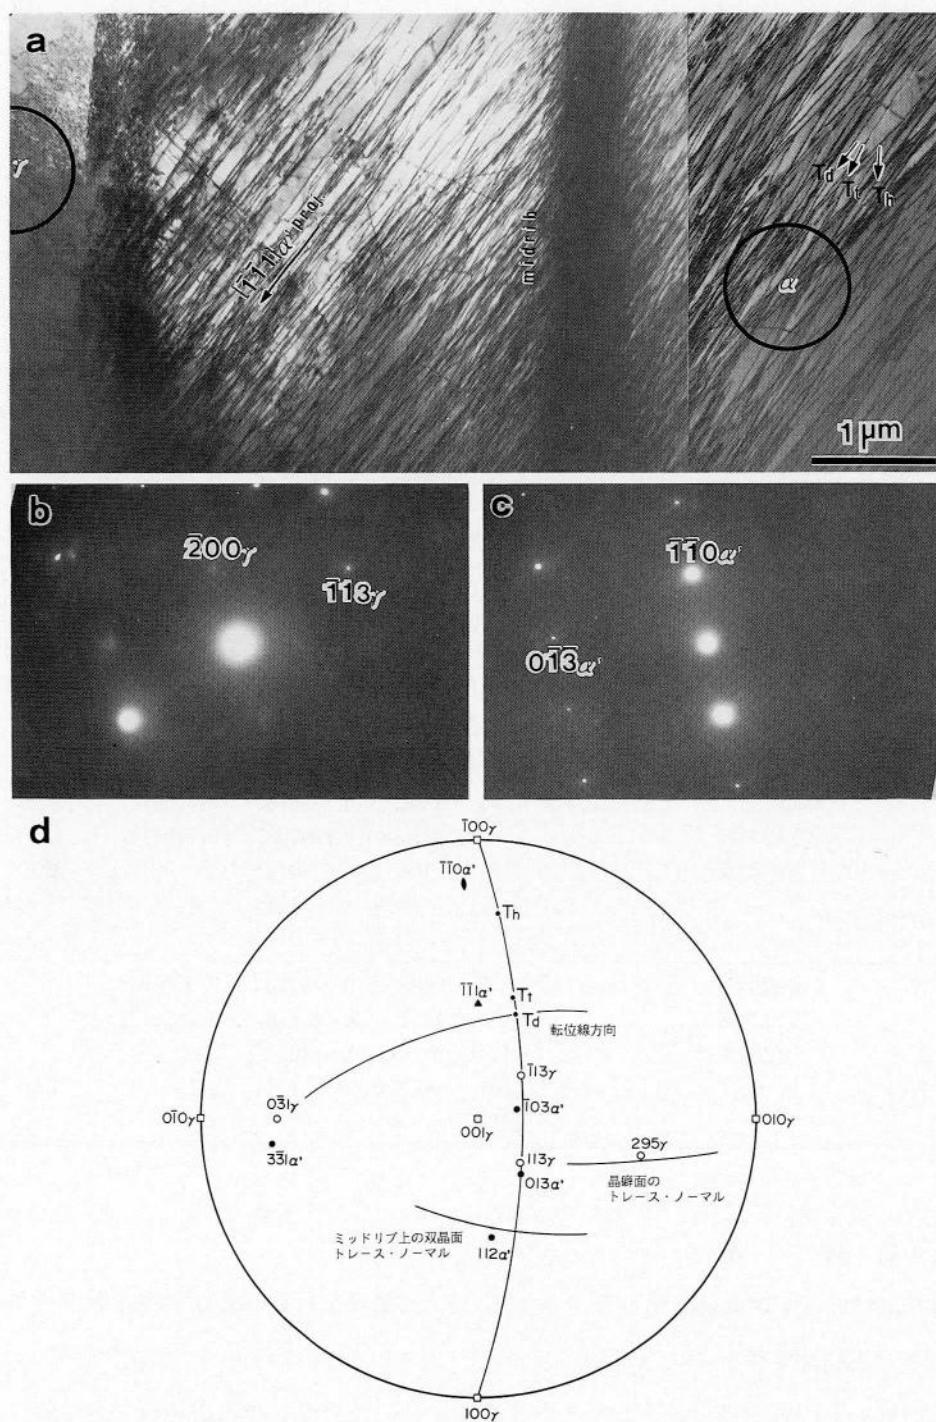 a
γ
[1̅1̅1]α' proj.
midrib
Td
Tt
Th
α
1 μm
b
2̅00γ
1̅13γ
c
1̅1̅0α'
01̅3̅α'
d
1̅00γ
1̅1̅0α'
Th
1̅1̅1α'
Tt
Td
転位線方向
1̅13γ
03̅1γ
1̅03α'
01̅0γ
001γ
010γ
33̅1α'
295γ
113γ
013α'
晶癖面の
トレース・ノーマル
ミッドリブ上の双晶面
トレース・ノーマル
112α'
100γ